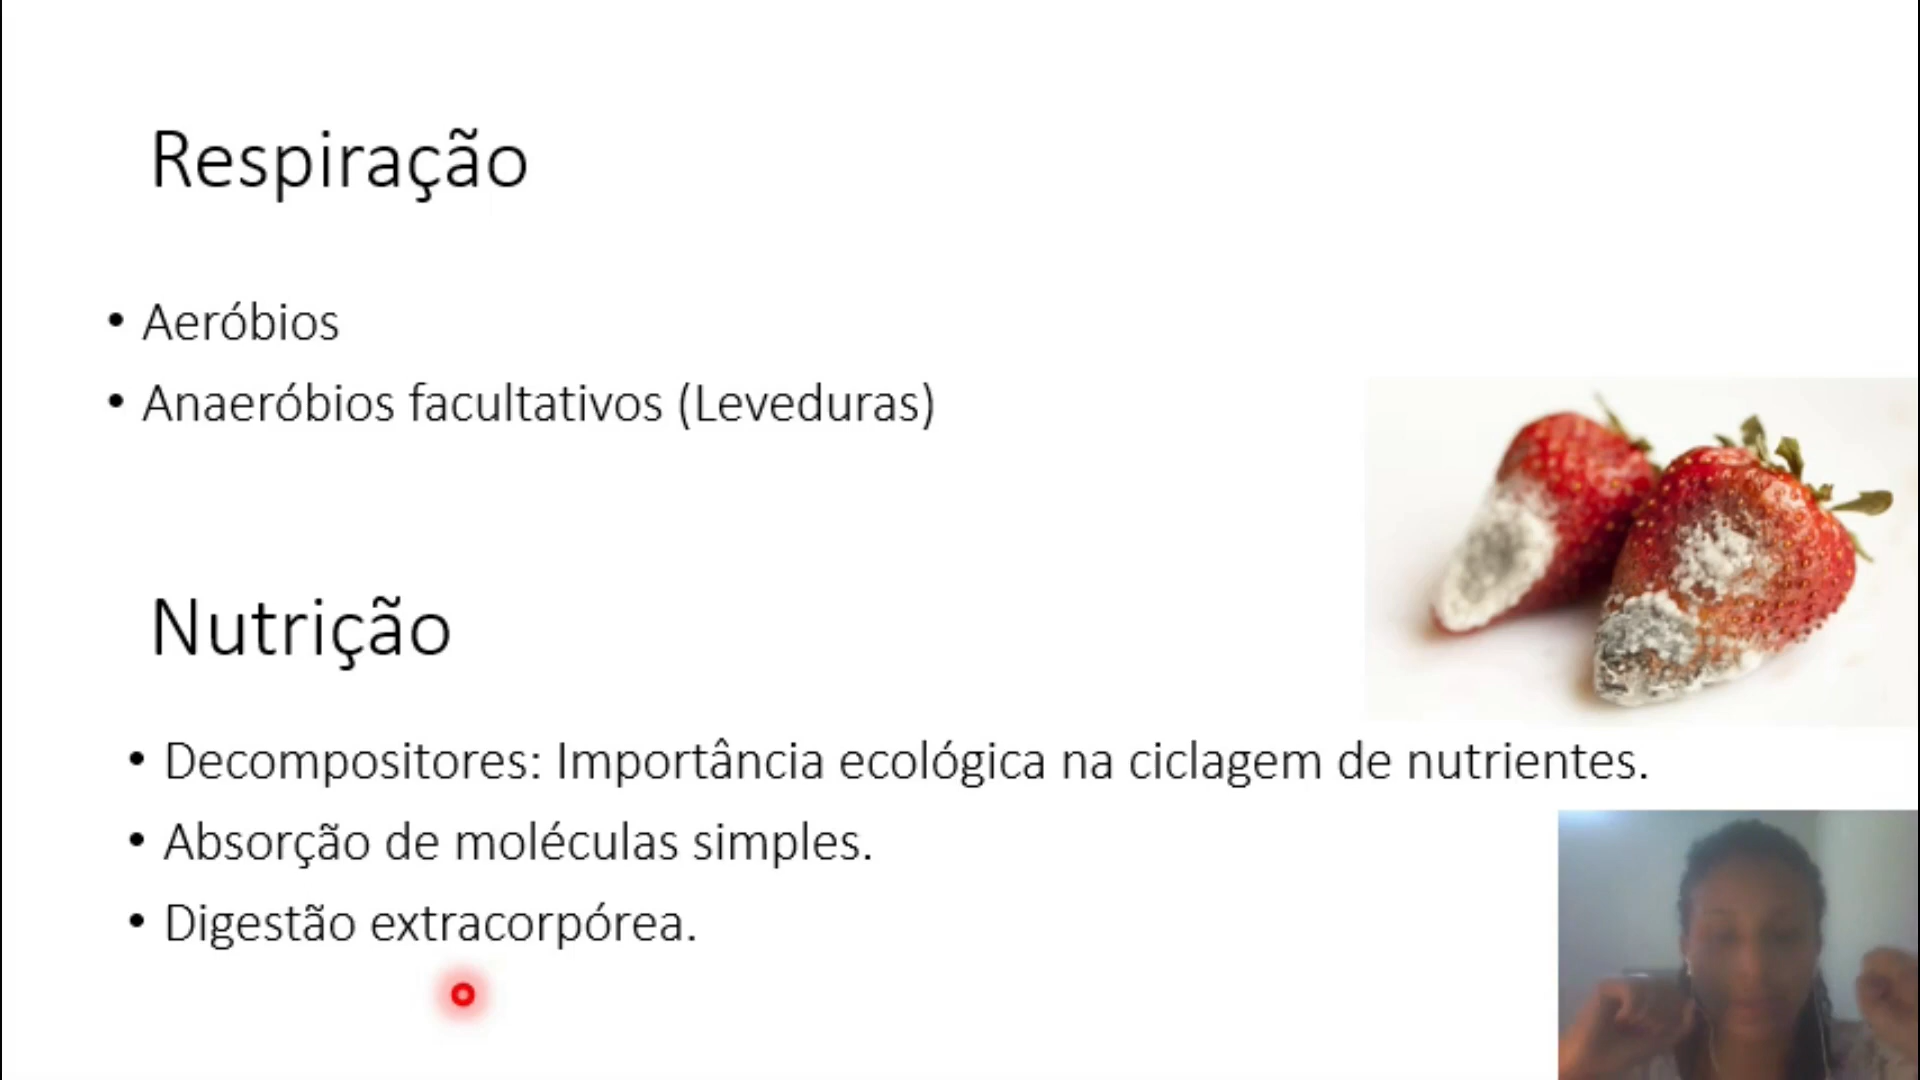 Respiração
• Aeróbios
• Anaeróbios facultativos (Leveduras)
Nutrição
• Decompositores: Importância ecológica na ciclagem de nutrientes.
• Absorção de moléculas simples.
• Digestão extracorpórea.